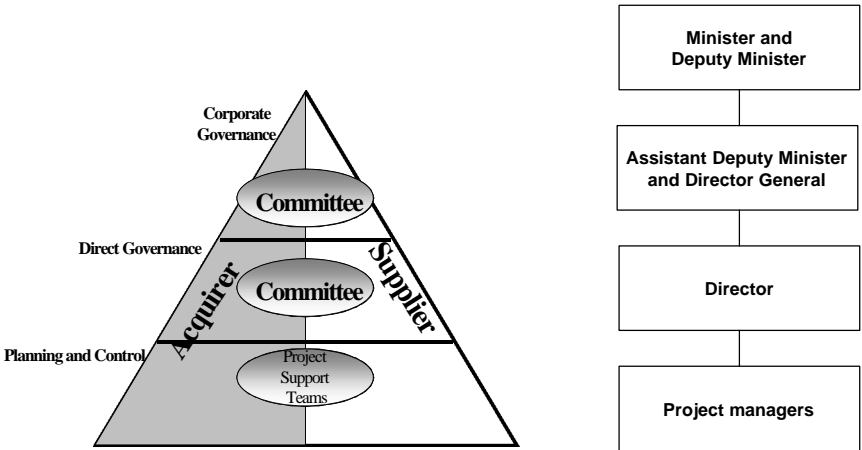 Corporate
Governance
Committee
Direct Governance
Committee
Acquirer
Supplier
Planning and Control
Project
Support
Teams
Minister and
Deputy Minister
Assistant Deputy Minister
and Director General
Director
Project managers